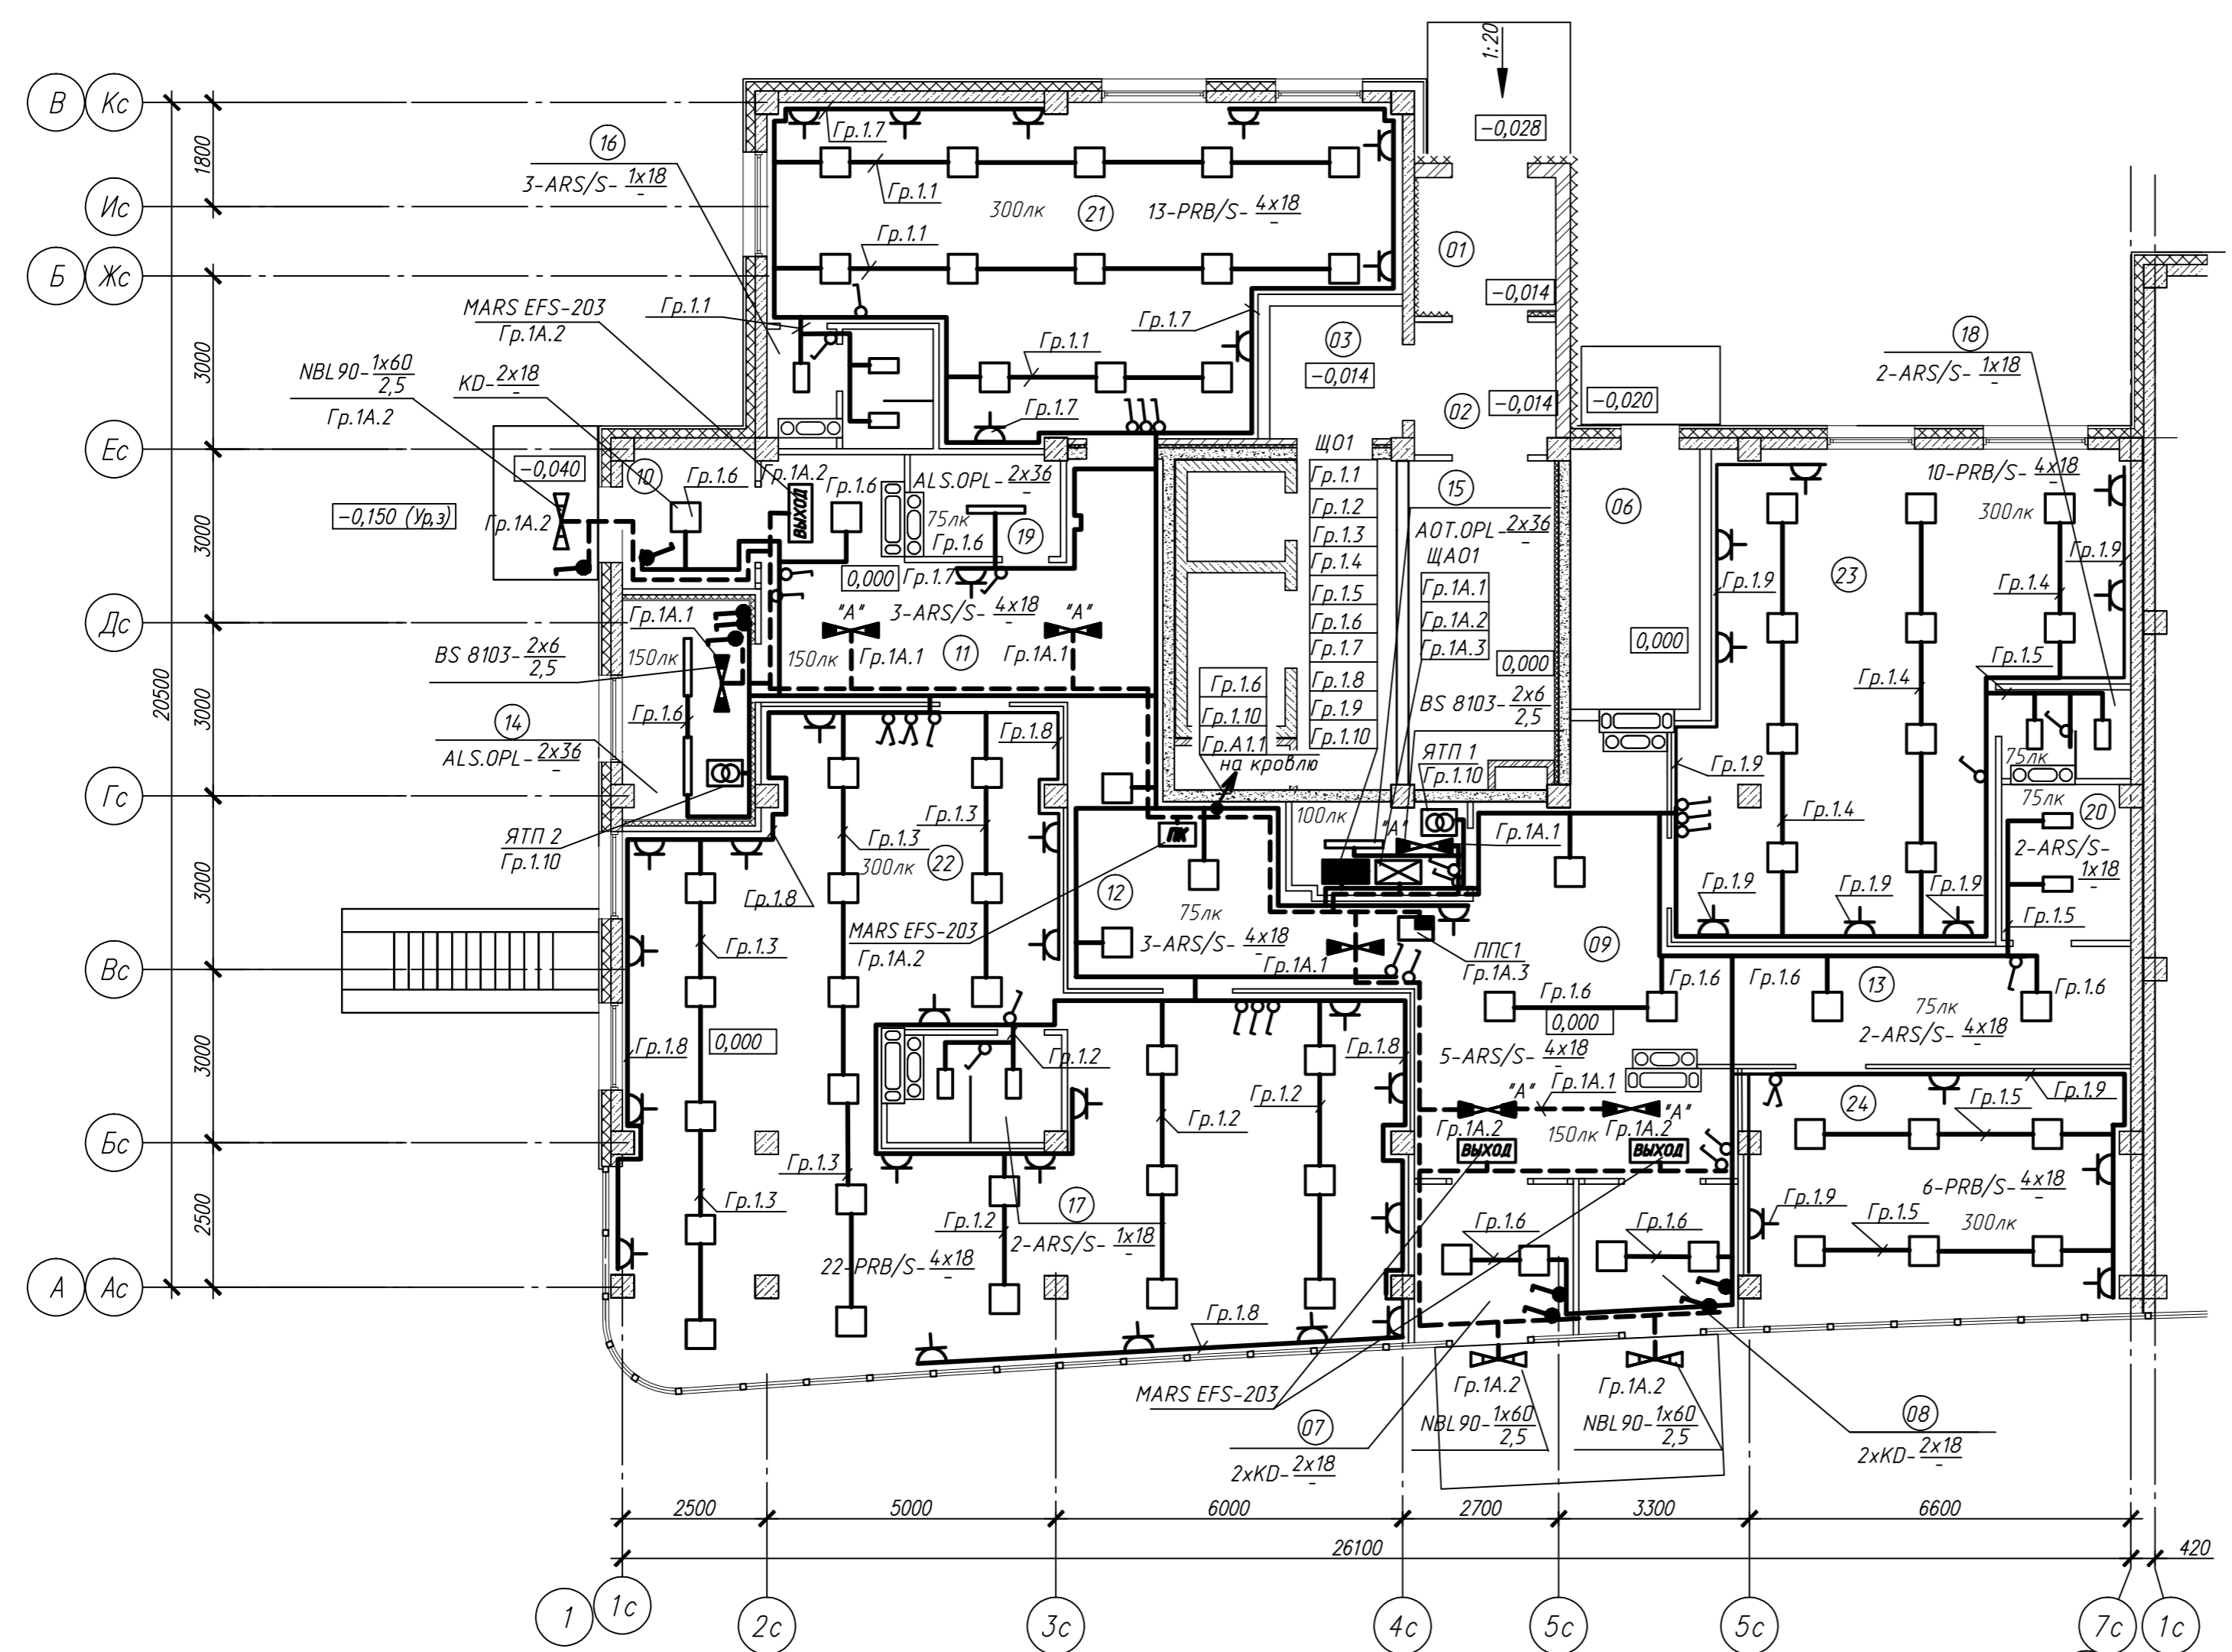 В Кс
1:20
1800
16
3-ARS/S- 1x18
-
Гр.1.7
-0,028
Ис
Гр.1.1
300лк
21
13-PRB/S- 4x18
-
Гр.1.1
01
Б Жс
-0,014
MARS EFS-203
Гр.1А.2
Гр.1.1
Гр.1.7
03
-0,014
18
2-ARS/S- 1x18
-
3000
Гр.1.1
NBL90- 1x60
2,5
Гр.1А.2
KD- 2x18
-
Гр.1.7
02
-0,014
-0,020
Ес
-0,040
10
Гр.1.6
Гр.1А.2
ВЫХОД
Гр.1.6
ALS.OPL- 2x36
-
75лк
Гр.1.6
19
-0,150 (Ур,з)
Гр.1А.2
ЩО1
Гр.1.1
Гр.1.2
Гр.1.3
Гр.1.4
Гр.1.5
Гр.1.6
Гр.1.7
Гр.1.8
Гр.1.9
Гр.1.10
15
АОТ.OPL- 2x36
-
ЩАО1
Гр.1А.1
Гр.1А.2
Гр.1А.3
06
10-PRB/S- 4x18
-
300лк
Гр.1.9
3000
0,000
Гр.1.7
23
Гр.1.9
Гр.1.4
Дс
Гр.1А.1
"А"
3-ARS/S- 4x18
-
"А"
0,000
0,000
BS 8103- 2x6
2,5
150лк
150лк
Гр.1А.1
11
Гр.1А.1
Гр.1.5
Гр.1.4
20500
3000
Гр.1.6
Гр.1.10
Гр.А1.1
на кровлю
BS 8103- 2x6
2,5
14
ALS.OPL- 2x36
-
Гр.1.6
Гр.1.8
ЯТП 1
Гр.1.10
Гр.1.9
75лк
Гс
75лк
20
100лк
"А"
Гр.1А.1
Гр.1.4
ЯТП 2
Гр.1.10
Гр.1.3
Гр.1.3
300лк
22
ПК
2-ARS/S-
1x18
-
3000
Гр.1.8
12
Гр.1.9
Гр.1.9
Гр.1.9
75лк
Гр.1.5
Гр.1.3
MARS EFS-203
Гр.1А.2
3-ARS/S- 4x18
-
Гр.1А.1
ППС1
Гр.1А.3
09
Вс
Гр.1.6
Гр.1.6
Гр.1.6
13
Гр.1.6
75лк
2-ARS/S- 4x18
-
0,000
3000
Гр.1.8
0,000
Гр.1.2
Гр.1.8
5-ARS/S- 4x18
-
Гр.1.2
"А"
Гр.1А.1
"А"
Гр.1.9
24
Гр.1.5
Гр.1.2
Бс
Гр.1А.2
150лк
Гр.1А.2
ВЫХОД
ВЫХОД
Гр.1.3
Гр.1.3
Гр.1.2
17
2-ARS/S- 1x18
-
Гр.1.9
6-PRB/S- 4x18
-
Гр.1.5
300лк
2500
Гр.1.6
Гр.1.6
22-PRB/S- 4x18
-
А Ас
Гр.1.8
MARS EFS-203
Гр.1А.2
NBL90- 1x60
2,5
Гр.1А.2
NBL90- 1x60
2,5
07
2xKD- 2x18
-
08
2xKD- 2x18
-
2500 5000 6000 2700 3300 6600
26100 420
1 1с 2с 3с 4с 5с 5с 7с 1с